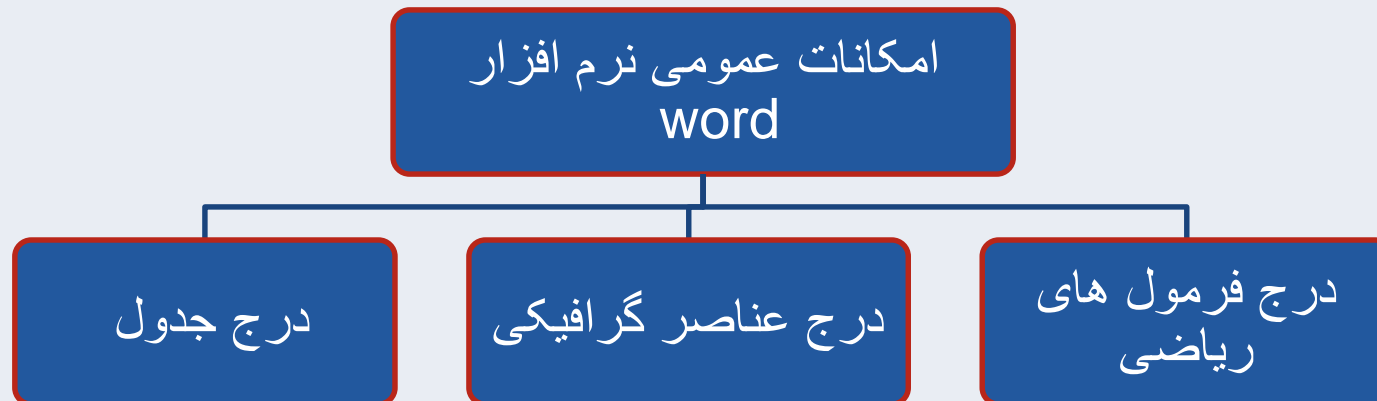 امکانات عمومی نرم افزار
word
درج فرمول های
ریاضی
درج عناصر گرافیکی
درج جدول